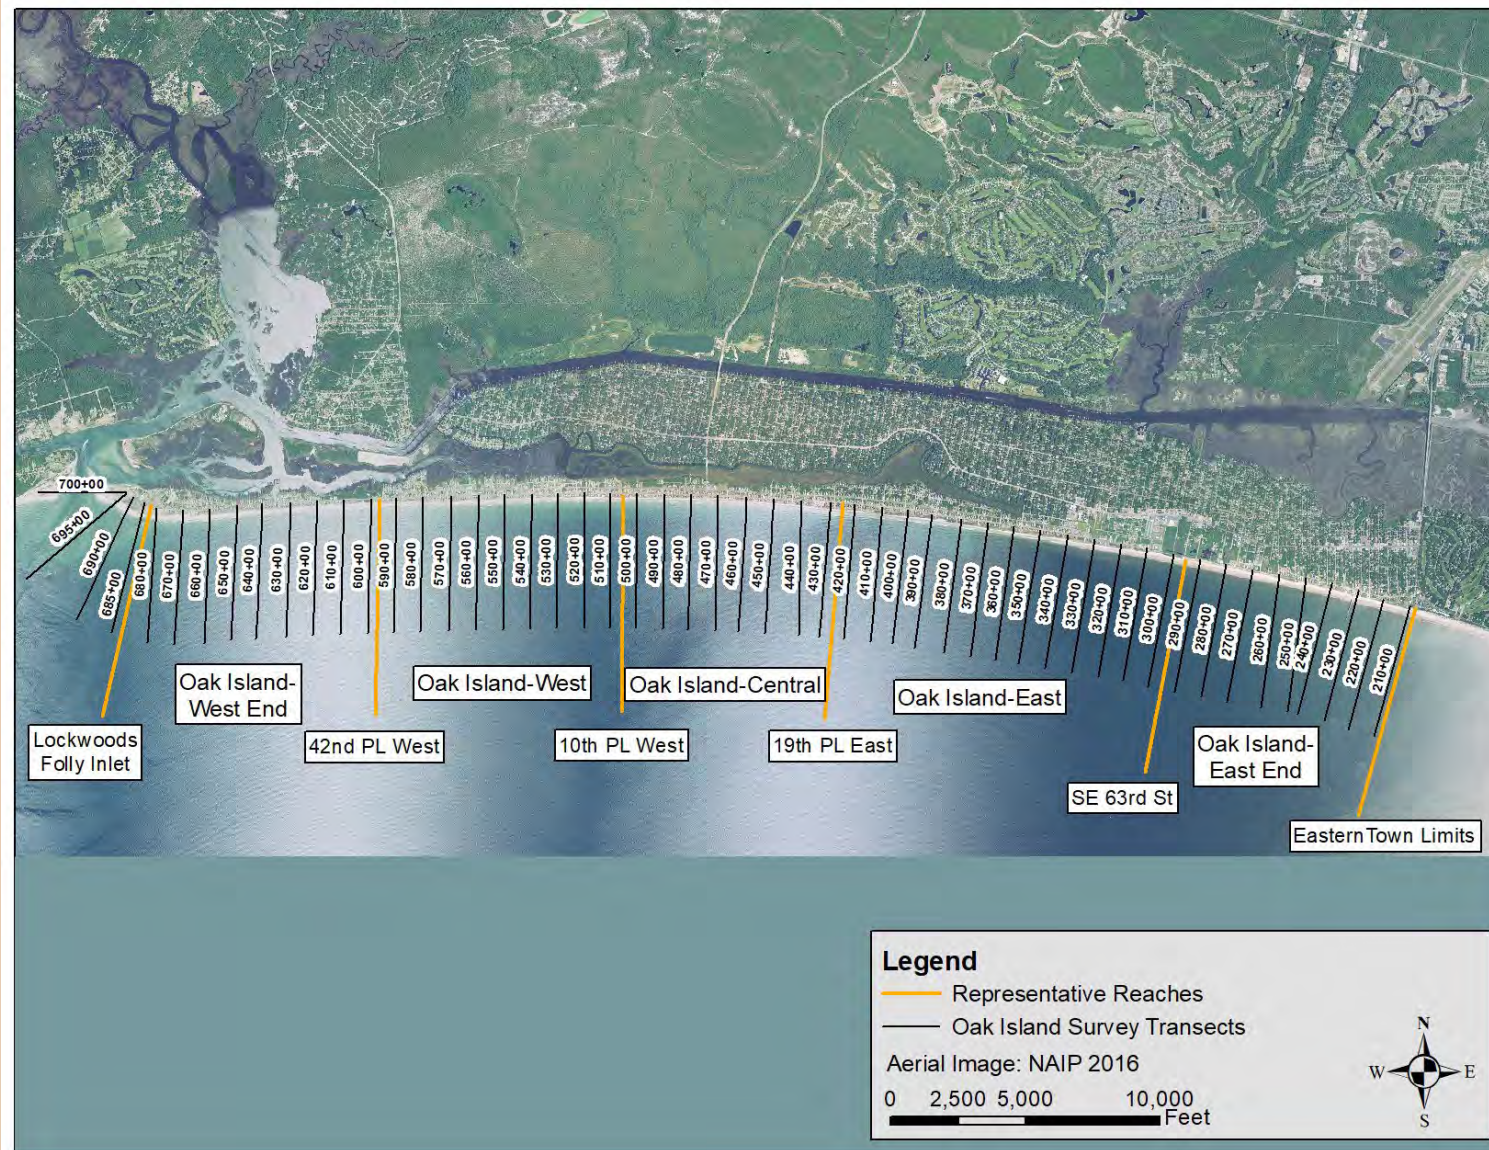 700+00
695+00
690+00
685+00
680+00
670+00
660+00
650+00
640+00
630+00
620+00
610+00
600+00
590+00
580+00
570+00
560+00
550+00
540+00
530+00
520+00
510+00
500+00
490+00
480+00
470+00
460+00
450+00
440+00
430+00
420+00
410+00
400+00
390+00
380+00
370+00
360+00
350+00
340+00
330+00
320+00
310+00
300+00
290+00
280+00
270+00
260+00
250+00
240+00
230+00
220+00
210+00
Oak Island-
West End
Oak Island-West
Oak Island-Central
Oak Island-East
Oak Island-
East End
Lockwoods
Folly Inlet
42nd PL West
10th PL West
19th PL East
SE 63rd St
Eastern Town Limits
Legend
Representative Reaches
Oak Island Survey Transects
Aerial Image: NAIP 2016
0 2,500 5,000 10,000
Feet
N
W E
S